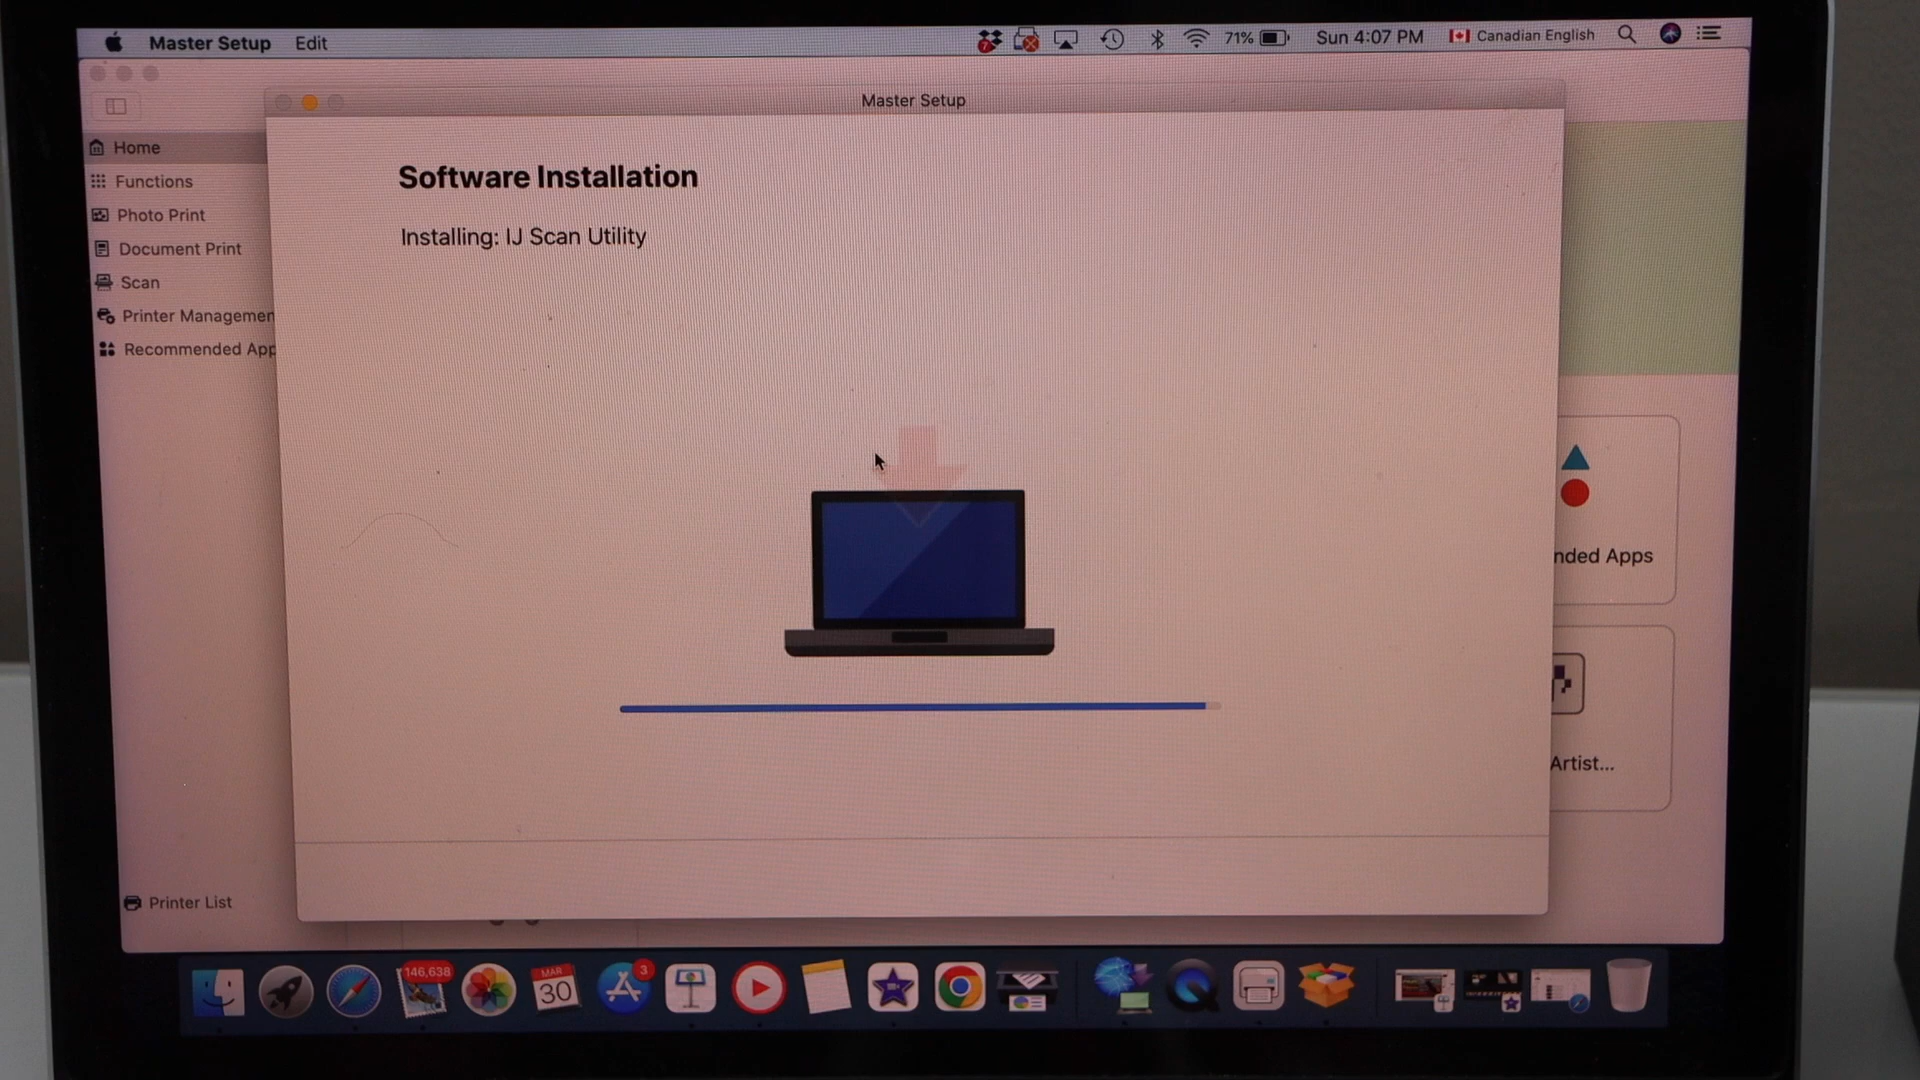 Master Setup Edit 71% Sun 4:07 PM Canadian English
Master Setup
Home
Functions
Photo Print
Document Print
Scan
Printer Managemen
Recommended App
Software Installation
Installing: IJ Scan Utility
nded Apps
Artist...
Printer List
146,638
MAR
30
3
7